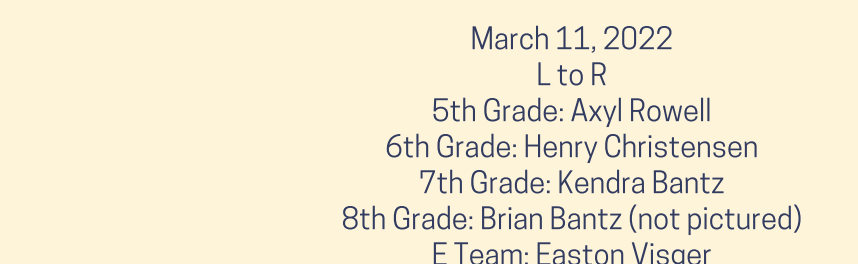 March 11, 2022
L to R
5th Grade: Axyl Rowell
6th Grade: Henry Christensen
7th Grade: Kendra Bantz
8th Grade: Brian Bantz (not pictured)
E Team: Easton Visger